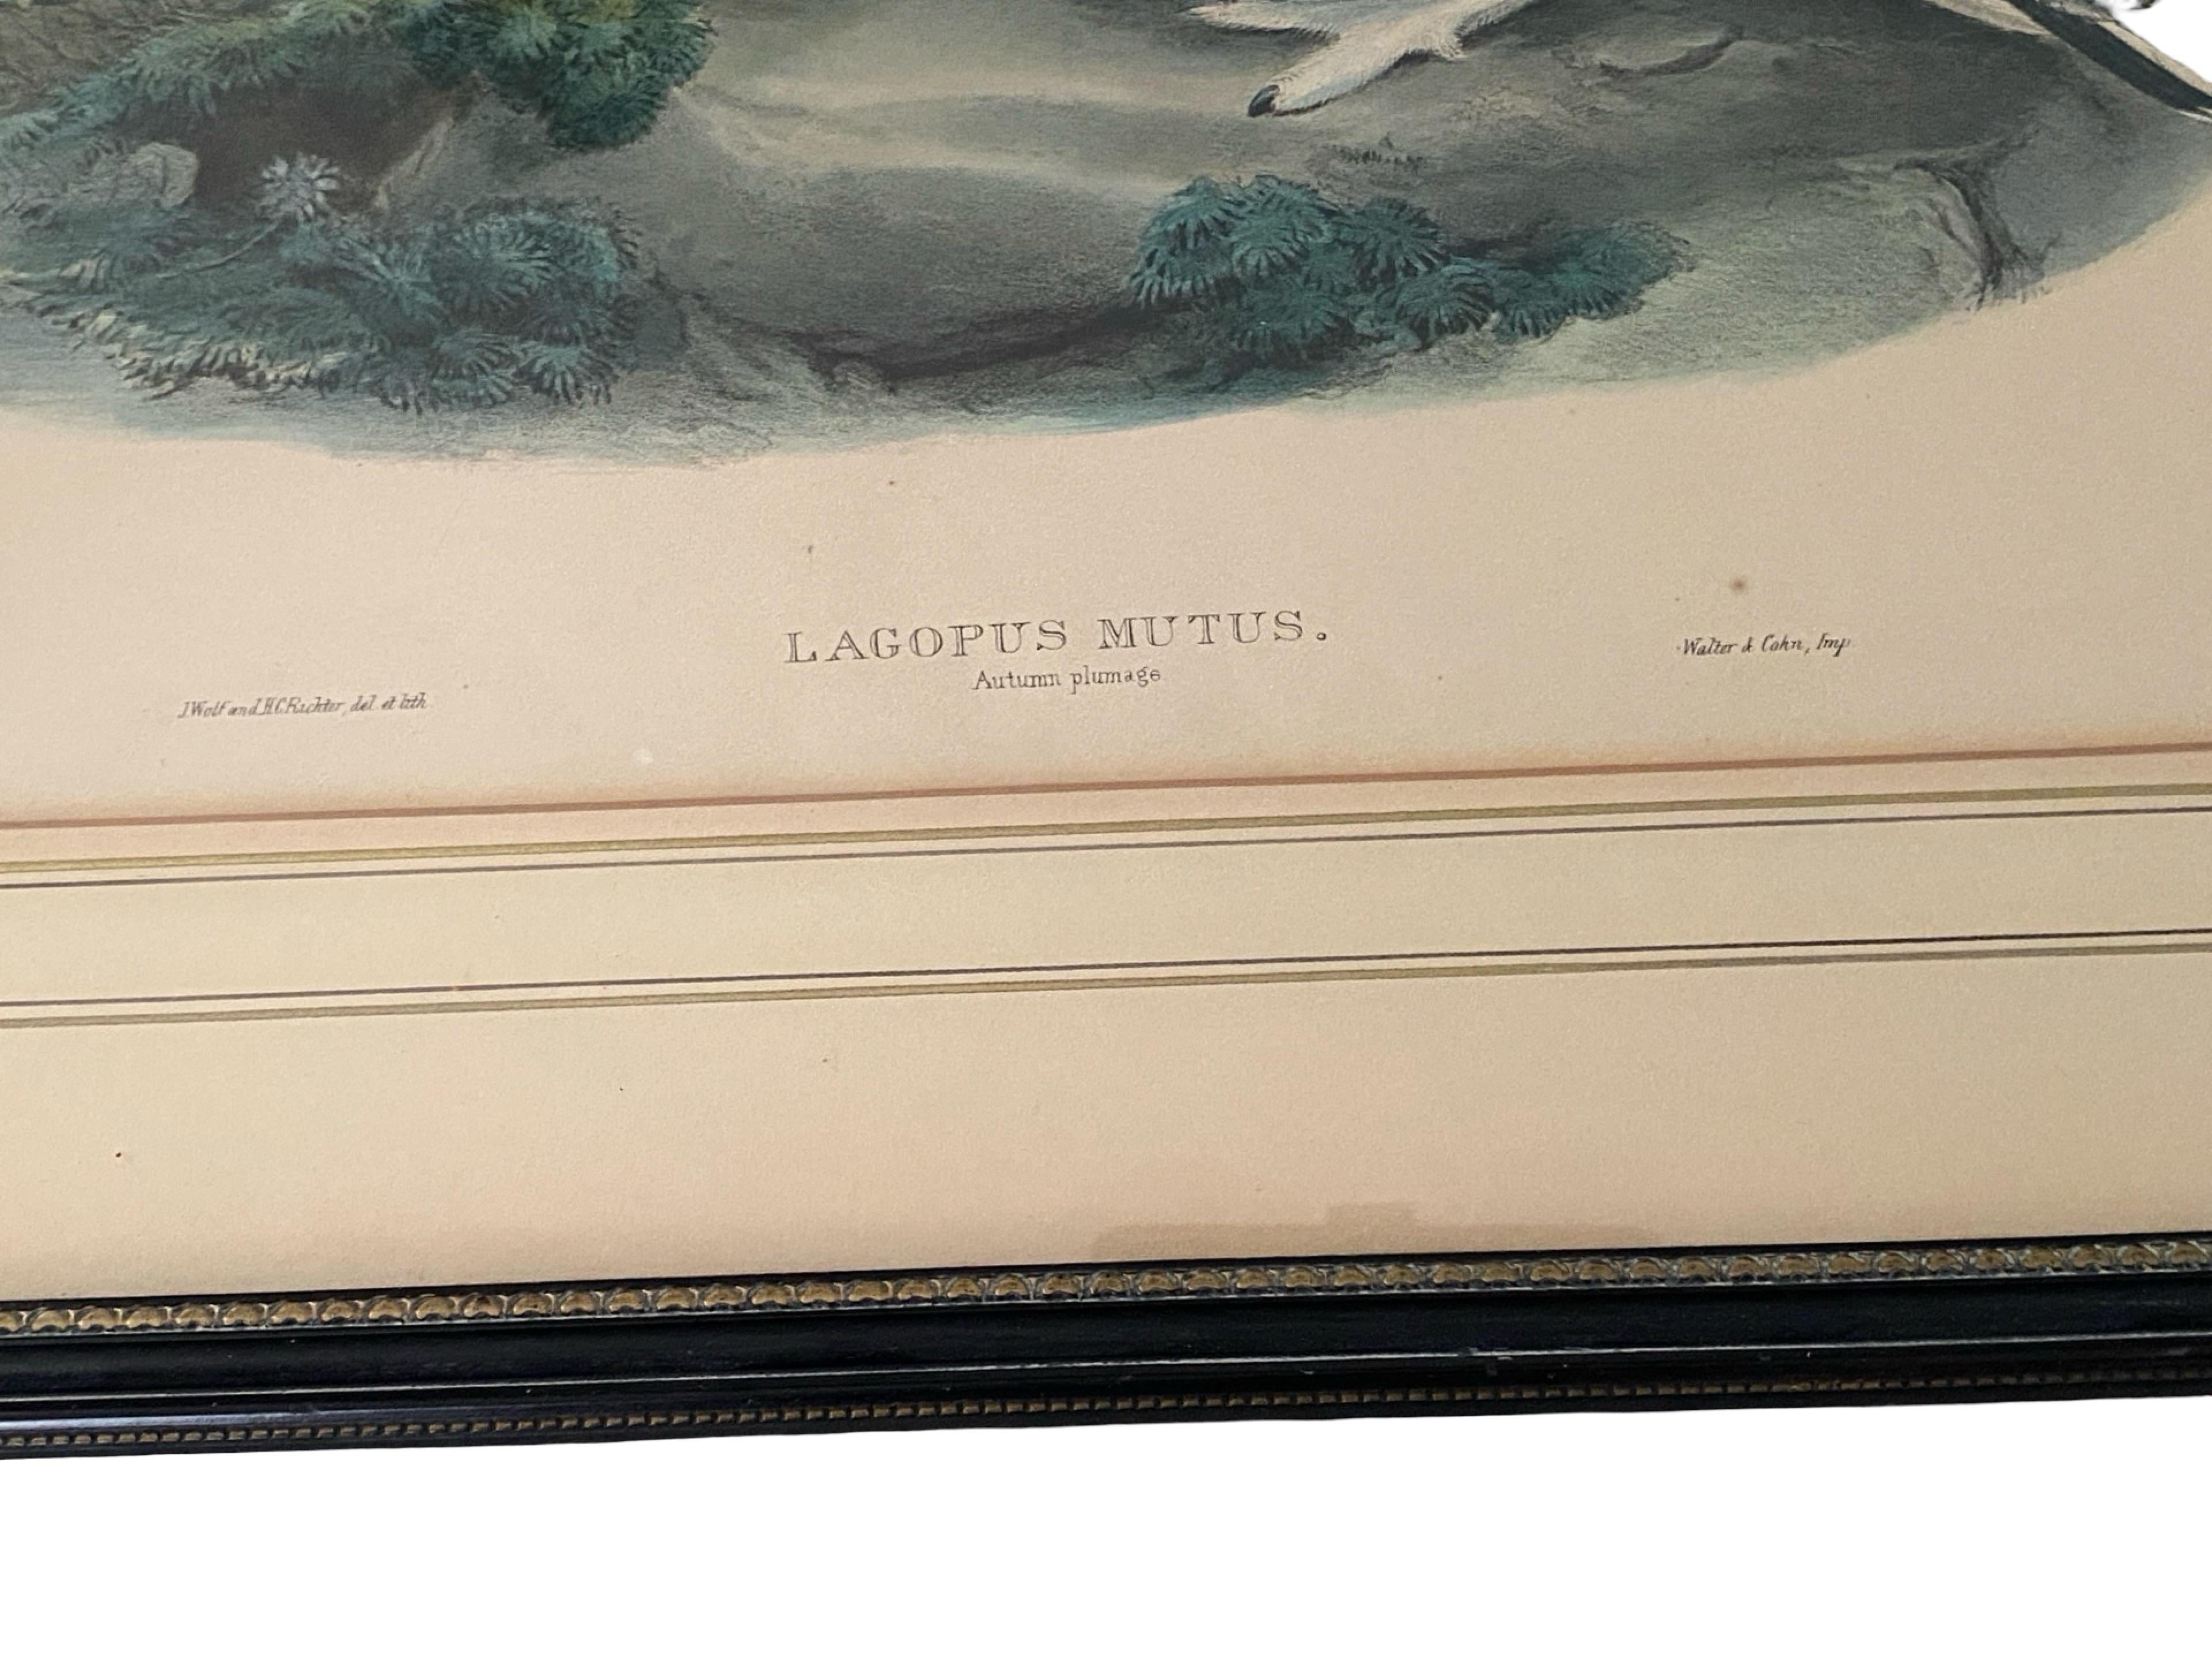 LAGOPUS MUTUS.
Autumn plumage
J Wolf and H.C. Richter, del. et lith.
Walter & Cohn, Imp.